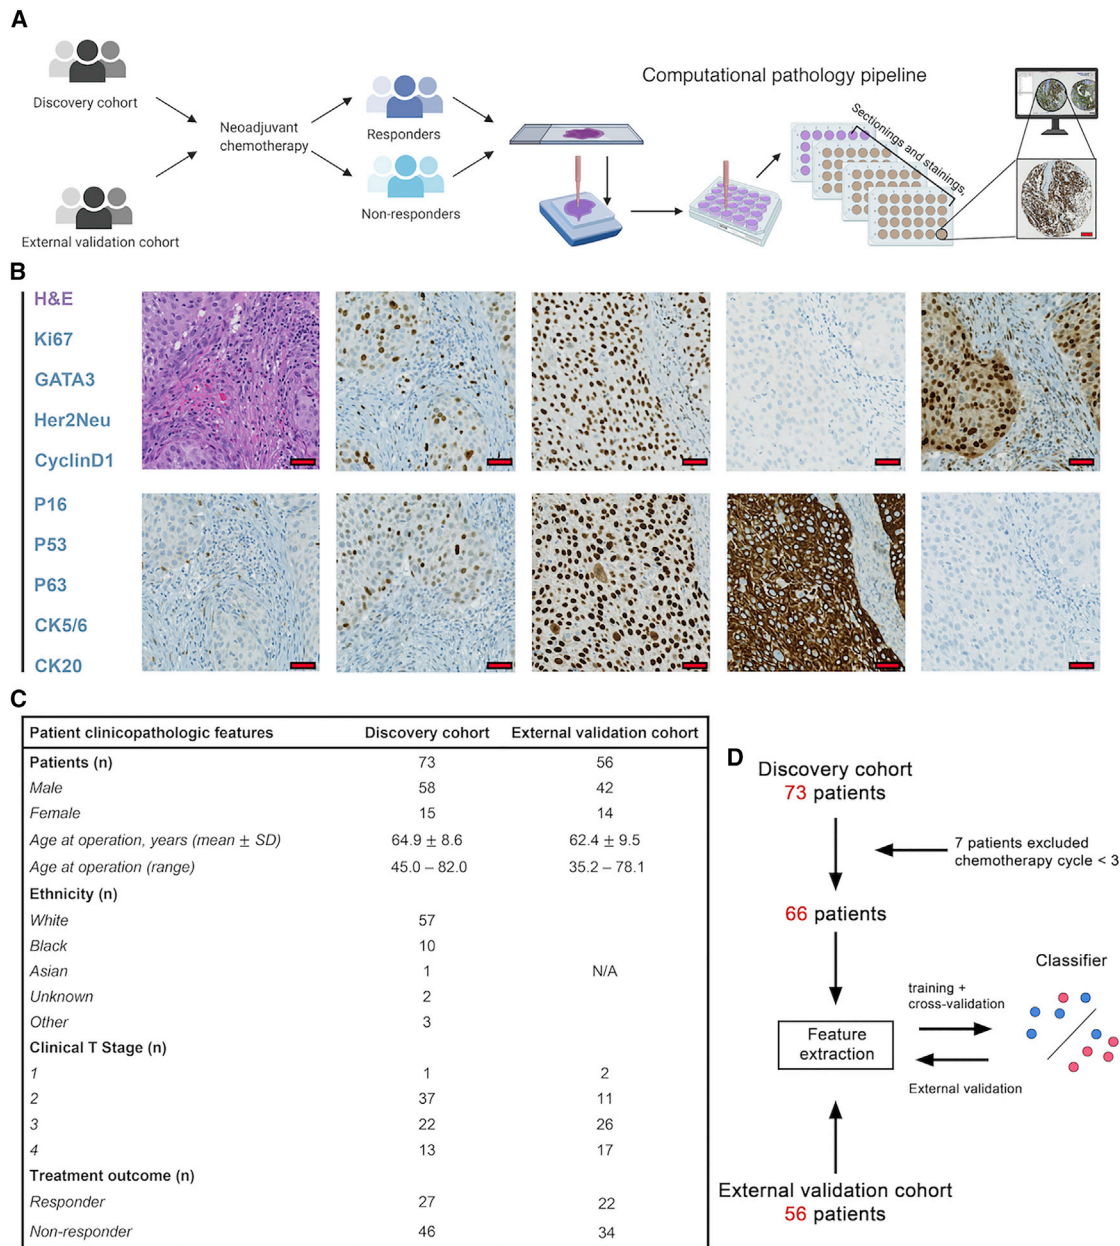 A
Discovery cohort
External validation cohort
Neoadjuvant
chemotherapy
Responders
Non-responders
Computational pathology pipeline
Sectionings and stainings,
B
H&E
Ki67
GATA3
Her2Neu
CyclinD1
P16
P53
P63
CK5/6
CK20
C
Patient clinicopathologic features Discovery cohort External validation cohort
Patients (n) 73 56
Male 58 42
Female 15 14
Age at operation, years (mean ± SD) 64.9 ± 8.6 62.4 ± 9.5
Age at operation (range) 45.0 – 82.0 35.2 – 78.1
Ethnicity (n)
White 57
Black 10
Asian 1 N/A
Unknown 2
Other 3
Clinical T Stage (n)
1 1 2
2 37 11
3 22 26
4 13 17
Treatment outcome (n)
Responder 27 22
Non-responder 46 34
D
Discovery cohort
73 patients
7 patients excluded
chemotherapy cycle < 3
66 patients
Classifier
training +
cross-validation
Feature
extraction
External validation
External validation cohort
56 patients